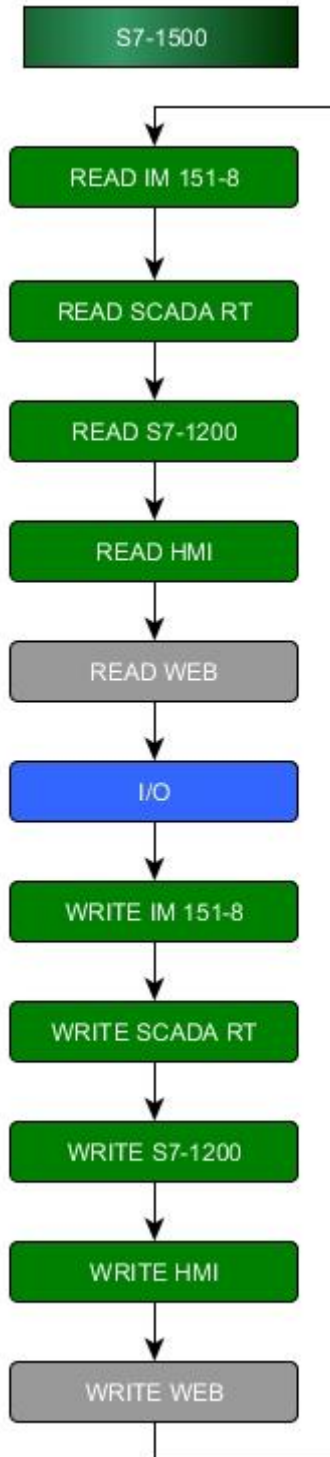 S7-1500
READ IM 151-8
READ SCADA RT
READ S7-1200
READ HMI
READ WEB
I/O
WRITE IM 151-8
WRITE SCADA RT
WRITE S7-1200
WRITE HMI
WRITE WEB